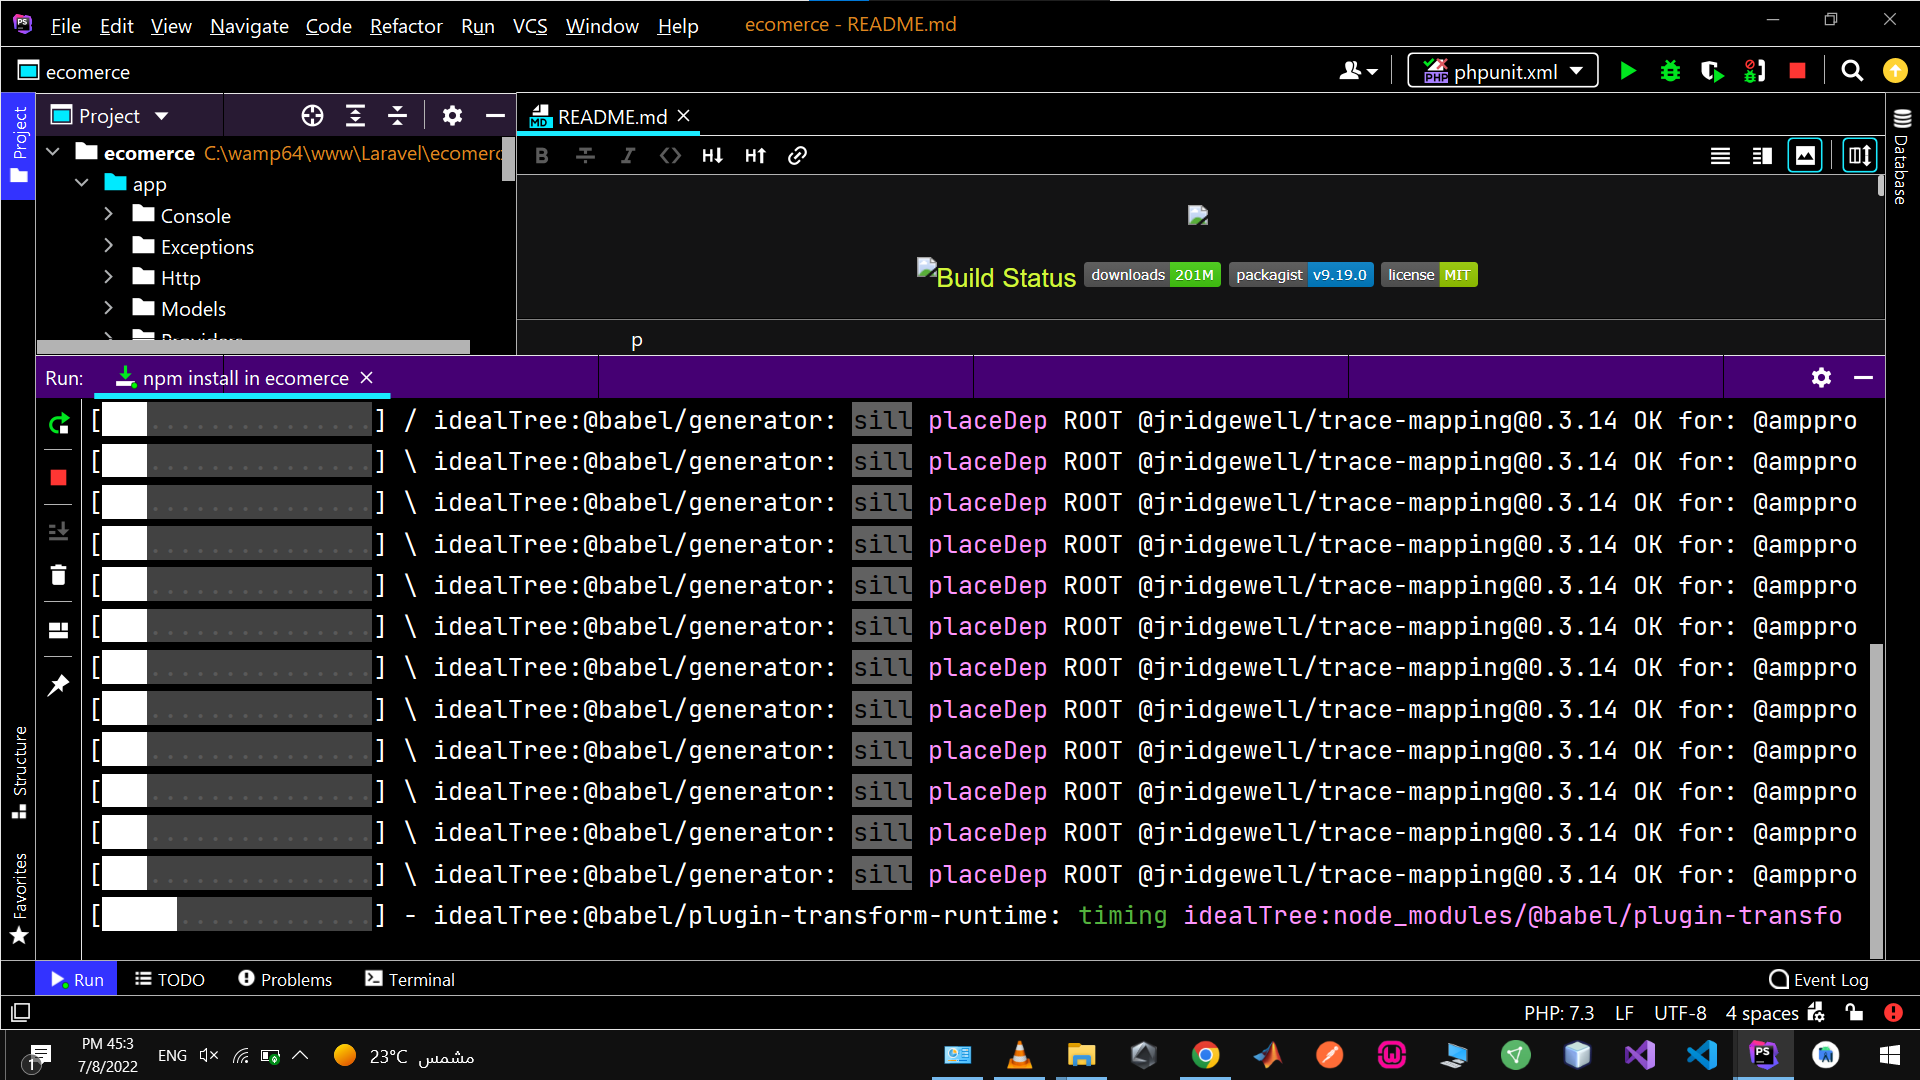 File Edit View Navigate Code Refactor Run VCS Window Help ecomerce - README.md
ecomerce phpunit.xml
Project README.md
Project
ecomerce C:\wamp64\www\Laravel\ecomerc
app
Console
Exceptions
Http
Models
Providers
B I H↓ H↑
Database
Build Status downloads 201M packagist v9.19.0 license MIT
p
Run: npm install in ecomerce
[ ..............] / idealTree:@babel/generator: sill placeDep ROOT @jridgewell/trace-mapping@0.3.14 OK for: @amppro
[ ..............] \ idealTree:@babel/generator: sill placeDep ROOT @jridgewell/trace-mapping@0.3.14 OK for: @amppro
[ ..............] \ idealTree:@babel/generator: sill placeDep ROOT @jridgewell/trace-mapping@0.3.14 OK for: @amppro
[ ..............] \ idealTree:@babel/generator: sill placeDep ROOT @jridgewell/trace-mapping@0.3.14 OK for: @amppro
[ ..............] \ idealTree:@babel/generator: sill placeDep ROOT @jridgewell/trace-mapping@0.3.14 OK for: @amppro
[ ..............] \ idealTree:@babel/generator: sill placeDep ROOT @jridgewell/trace-mapping@0.3.14 OK for: @amppro
[ ..............] \ idealTree:@babel/generator: sill placeDep ROOT @jridgewell/trace-mapping@0.3.14 OK for: @amppro
[ ..............] \ idealTree:@babel/generator: sill placeDep ROOT @jridgewell/trace-mapping@0.3.14 OK for: @amppro
[ ..............] \ idealTree:@babel/generator: sill placeDep ROOT @jridgewell/trace-mapping@0.3.14 OK for: @amppro
[ ..............] \ idealTree:@babel/generator: sill placeDep ROOT @jridgewell/trace-mapping@0.3.14 OK for: @amppro
[ ..............] \ idealTree:@babel/generator: sill placeDep ROOT @jridgewell/trace-mapping@0.3.14 OK for: @amppro
[ ..............] \ idealTree:@babel/generator: sill placeDep ROOT @jridgewell/trace-mapping@0.3.14 OK for: @amppro
[ ............] - idealTree:@babel/plugin-transform-runtime: timing idealTree:node_modules/@babel/plugin-transfo
Structure
Favorites
Run TODO Problems Terminal Event Log
PHP: 7.3 LF UTF-8 4 spaces
1 PM 45:3 ENG 23°C مشمس
7/8/2022